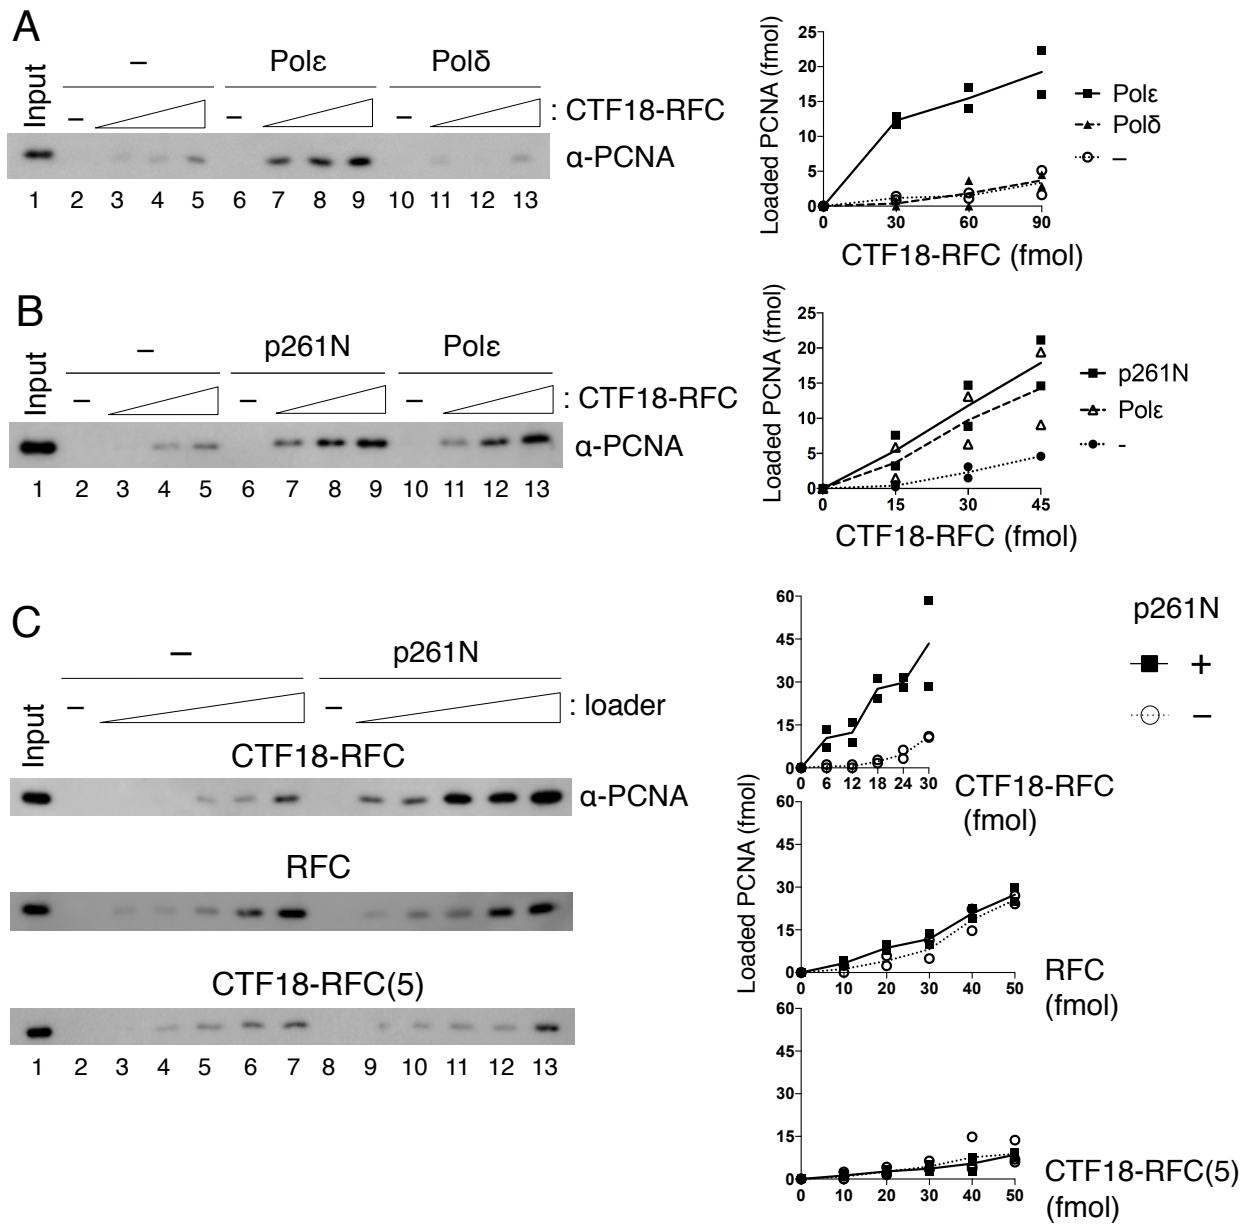 A
– Polε Polδ
Input – – – : CTF18-RFC
α-PCNA
1 2 3 4 5 6 7 8 9 10 11 12 13
Loaded PCNA (fmol)
25
20
15
10
5
0
0 30 60 90
CTF18-RFC (fmol)
Polε
Polδ
–
B
– p261N Polε
Input – – – : CTF18-RFC
α-PCNA
1 2 3 4 5 6 7 8 9 10 11 12 13
Loaded PCNA (fmol)
25
20
15
10
5
0
0 15 30 45
CTF18-RFC (fmol)
p261N
Polε
-
C
– p261N
Input – – : loader
CTF18-RFC
α-PCNA
RFC
CTF18-RFC(5)
1 2 3 4 5 6 7 8 9 10 11 12 13
Loaded PCNA (fmol)
60
45
30
15
0
0 6 12 18 24 30
CTF18-RFC
(fmol)
p261N
+
–
60
45
30
15
0
0 10 20 30 40 50
RFC
(fmol)
60
45
30
15
0
0 10 20 30 40 50
CTF18-RFC(5)
(fmol)